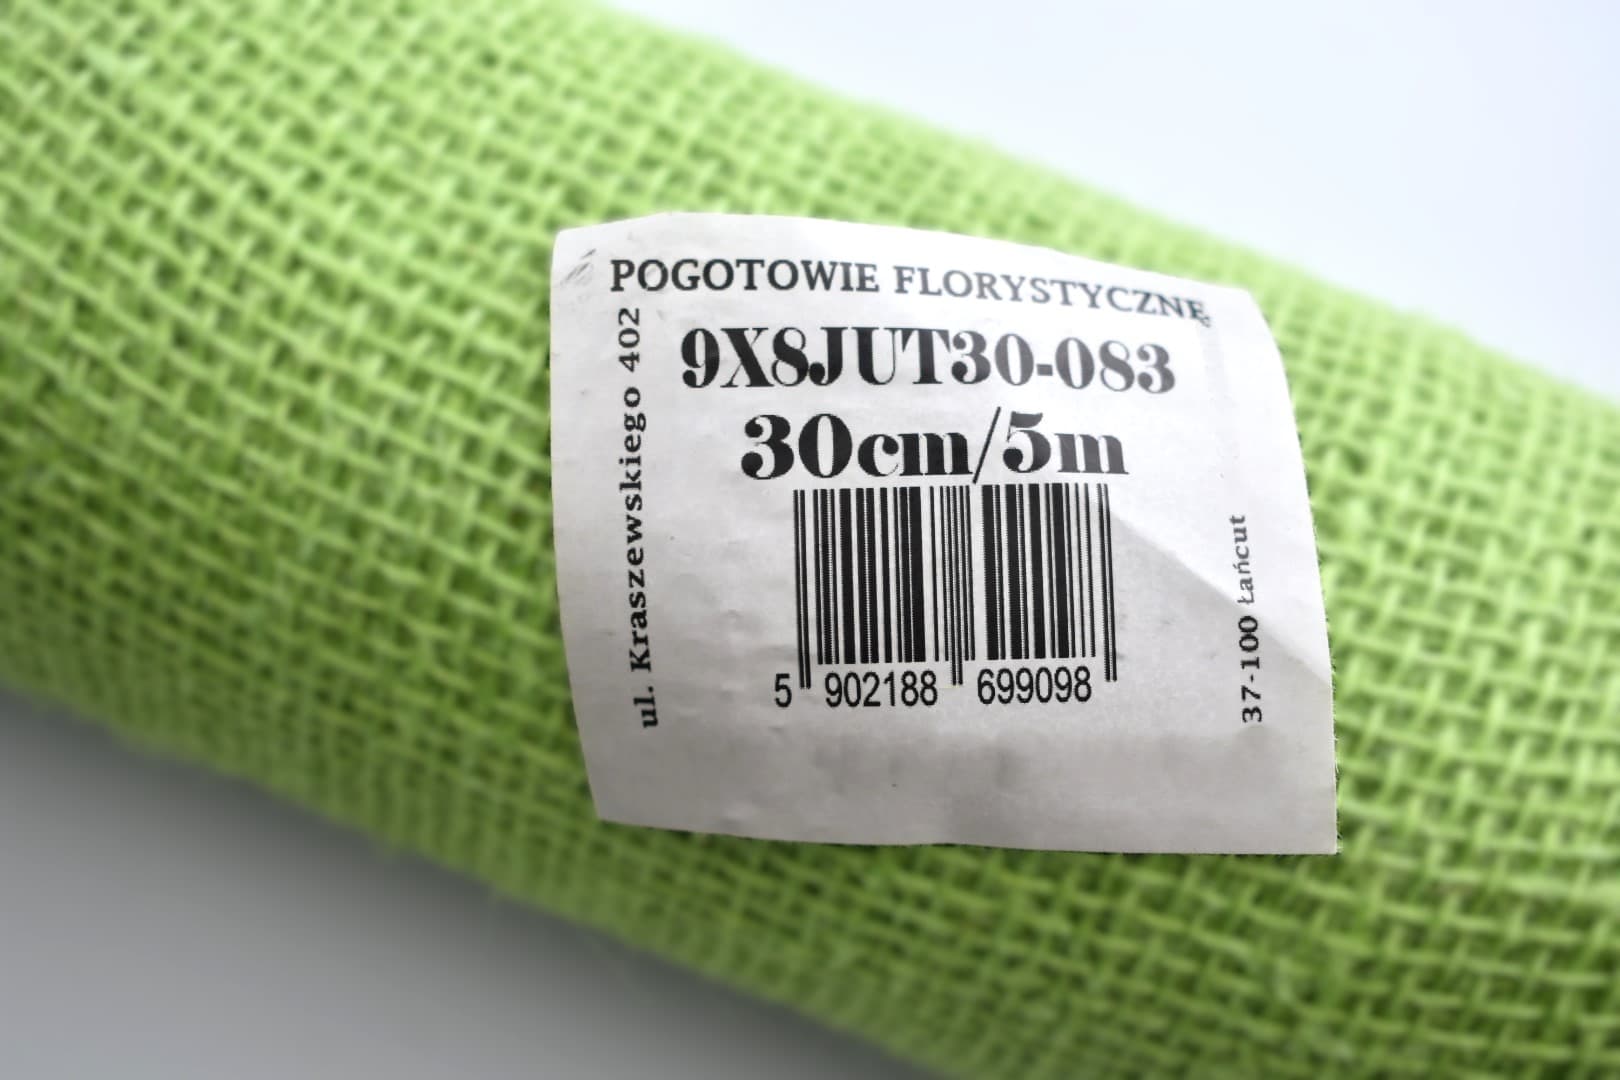 POGOTOWIE FLORYSTYCZNE
ul. Kraszewskiego 402
9X8JUT30-083
30cm/5m
5 902188 699098
37-100 Łańcut